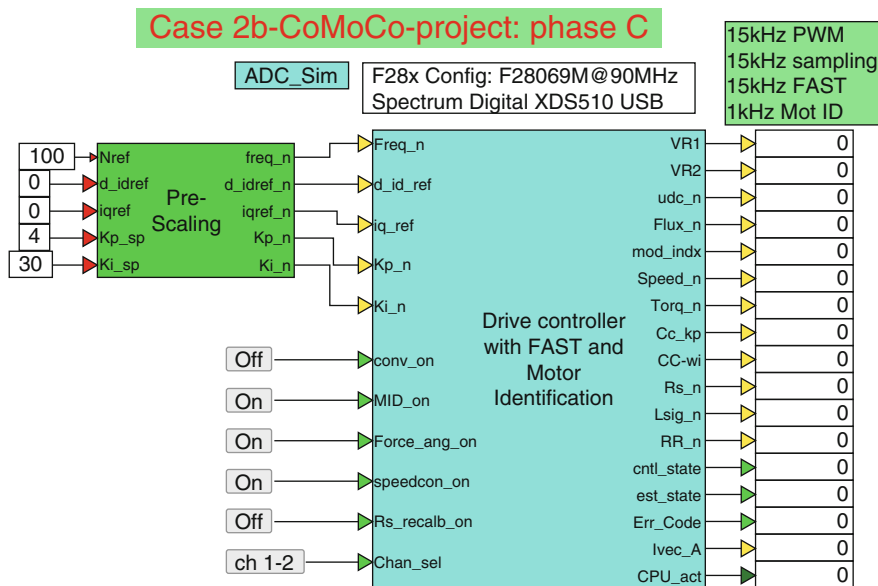 Case 2b-CoMoCo-project: phase C
15kHz PWM
15kHz sampling
15kHz FAST
1kHz Mot ID
ADC_Sim
F28x Config: F28069M@90MHz
Spectrum Digital XDS510 USB
100
0
0
4
30
Nref
d_idref
iqref
Kp_sp
Ki_sp
Pre-
Scaling
freq_n
d_idref_n
iqref_n
Kp_n
Ki_n
Off
On
On
On
Off
ch 1-2
Freq_n
d_id_ref
iq_ref
Kp_n
Ki_n
conv_on
MID_on
Force_ang_on
speedcon_on
Rs_recalb_on
Chan_sel
Drive controller
with FAST and
Motor
Identification
VR1 0
VR2 0
udc_n 0
Flux_n 0
mod_indx 0
Speed_n 0
Torq_n 0
Cc_kp 0
CC-wi 0
Rs_n 0
Lsig_n 0
RR_n 0
cntl_state 0
est_state 0
Err_Code 0
Ivec_A 0
CPU_act 0